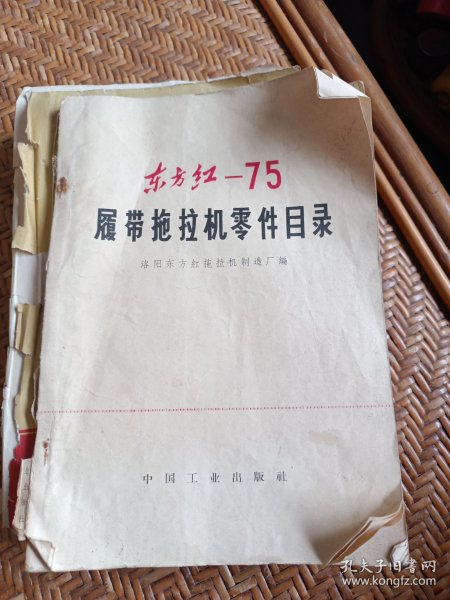 东方红－75
履带拖拉机零件目录
洛阳东方红拖拉机制造厂编
中国工业出版社
孔夫子旧书网
www.kongfz.com